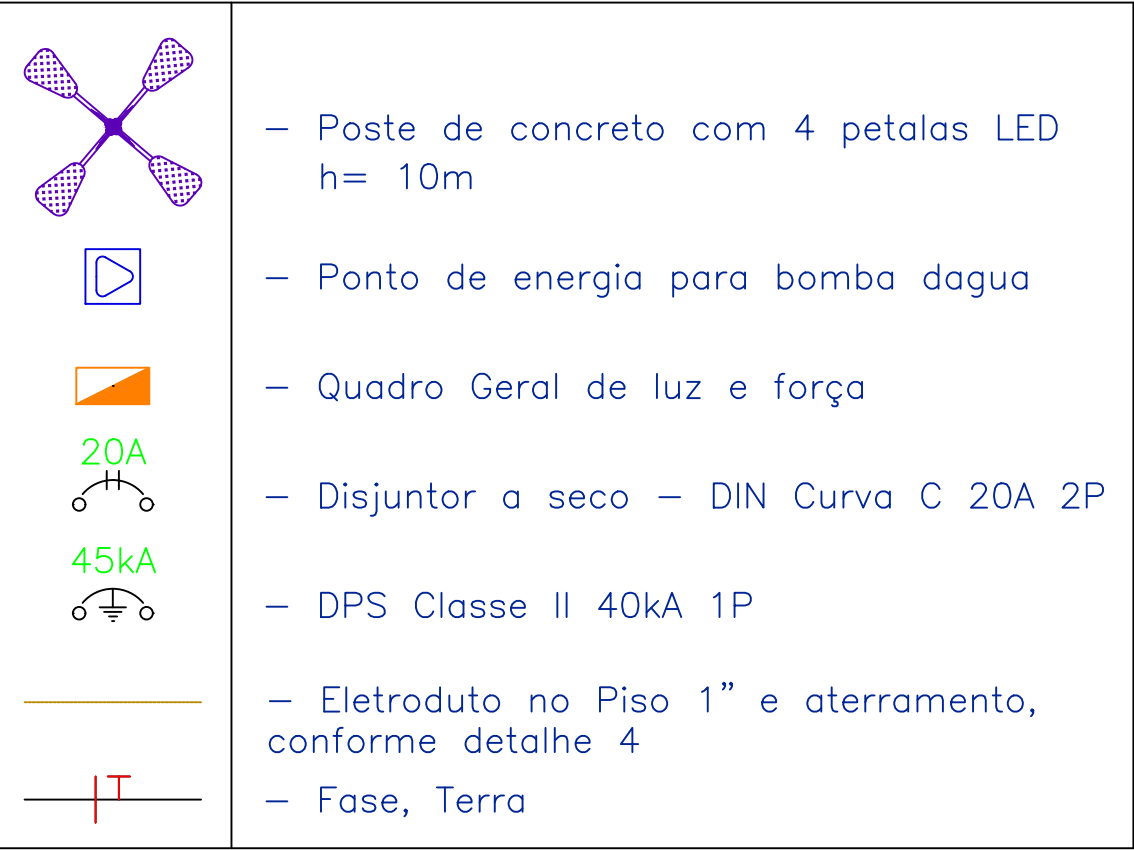 – Poste de concreto com 4 petalas LED
h= 10m
– Ponto de energia para bomba dagua
– Quadro Geral de luz e força
20A
– Disjuntor a seco – DIN Curva C 20A 2P
45kA
– DPS Classe II 40kA 1P
– Eletroduto no Piso 1” e aterramento,
conforme detalhe 4
T
– Fase, Terra